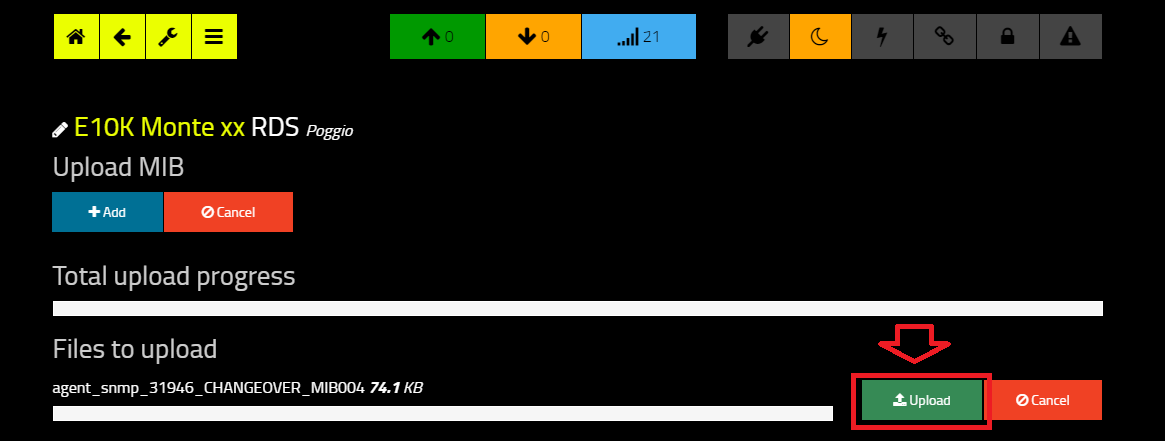 0 0 21
E10K Monte xx RDS Poggio
Upload MIB
Add Cancel
Total upload progress
Files to upload
agent_snmp_31946_CHANGEOVER_MIB004 74.1 KB
Upload Cancel